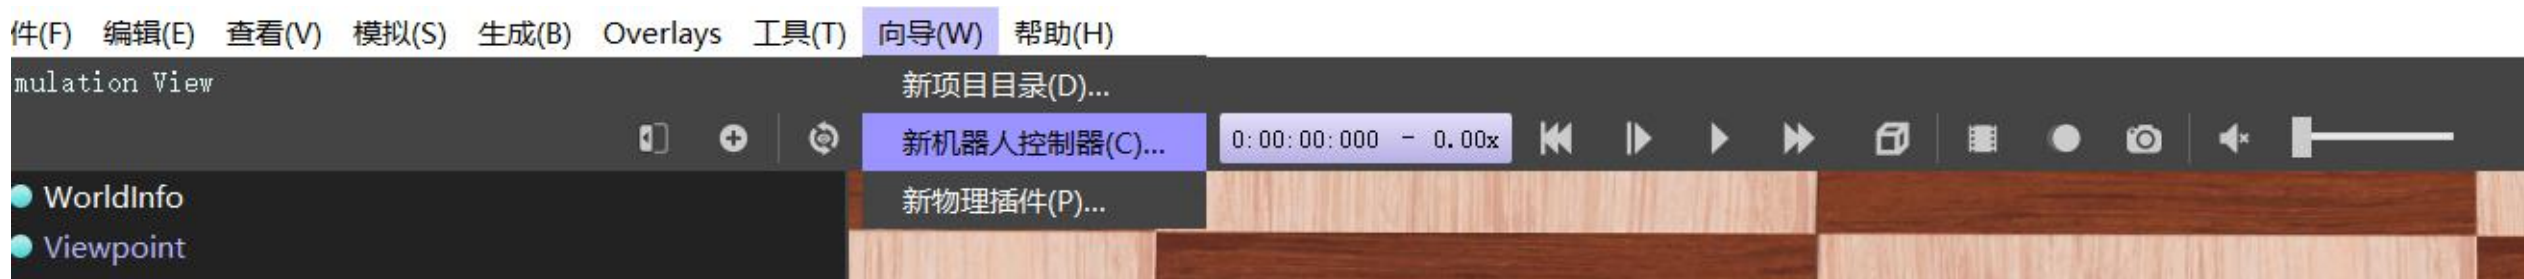 件(F) 编辑(E) 查看(V) 模拟(S) 生成(B) Overlays 工具(T) 向导(W) 帮助(H)
mulation View
新项目目录(D)...
新机器人控制器(C)...
0:00:00:000 - 0.00x
新物理插件(P)...
WorldInfo
Viewpoint